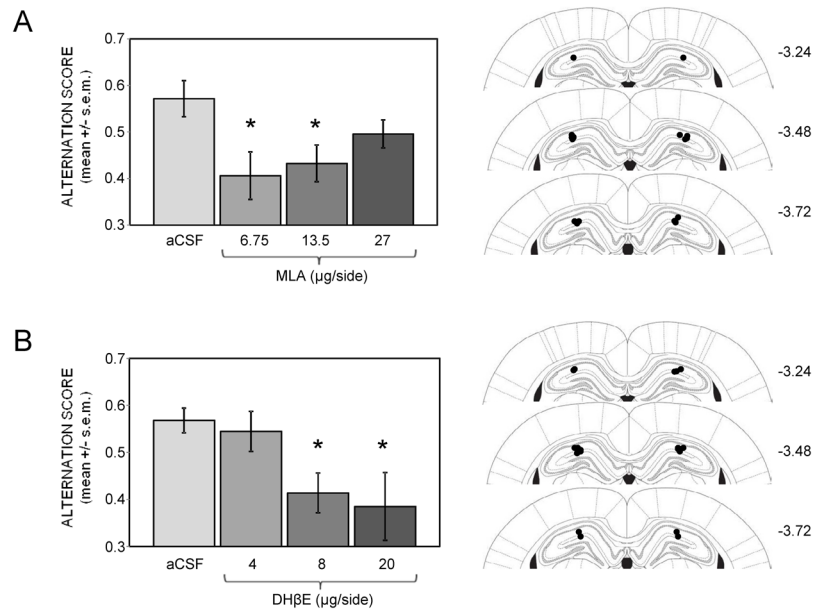 A
ALTERNATION SCORE
(mean +/- s.e.m.)
0.7
0.6
0.5
0.4
0.3
*
*
aCSF
6.75
13.5
27
MLA (µg/side)
-3.24
-3.48
-3.72
B
ALTERNATION SCORE
(mean +/- s.e.m.)
0.7
0.6
0.5
0.4
0.3
*
*
aCSF
4
8
20
DHβE (µg/side)
-3.24
-3.48
-3.72